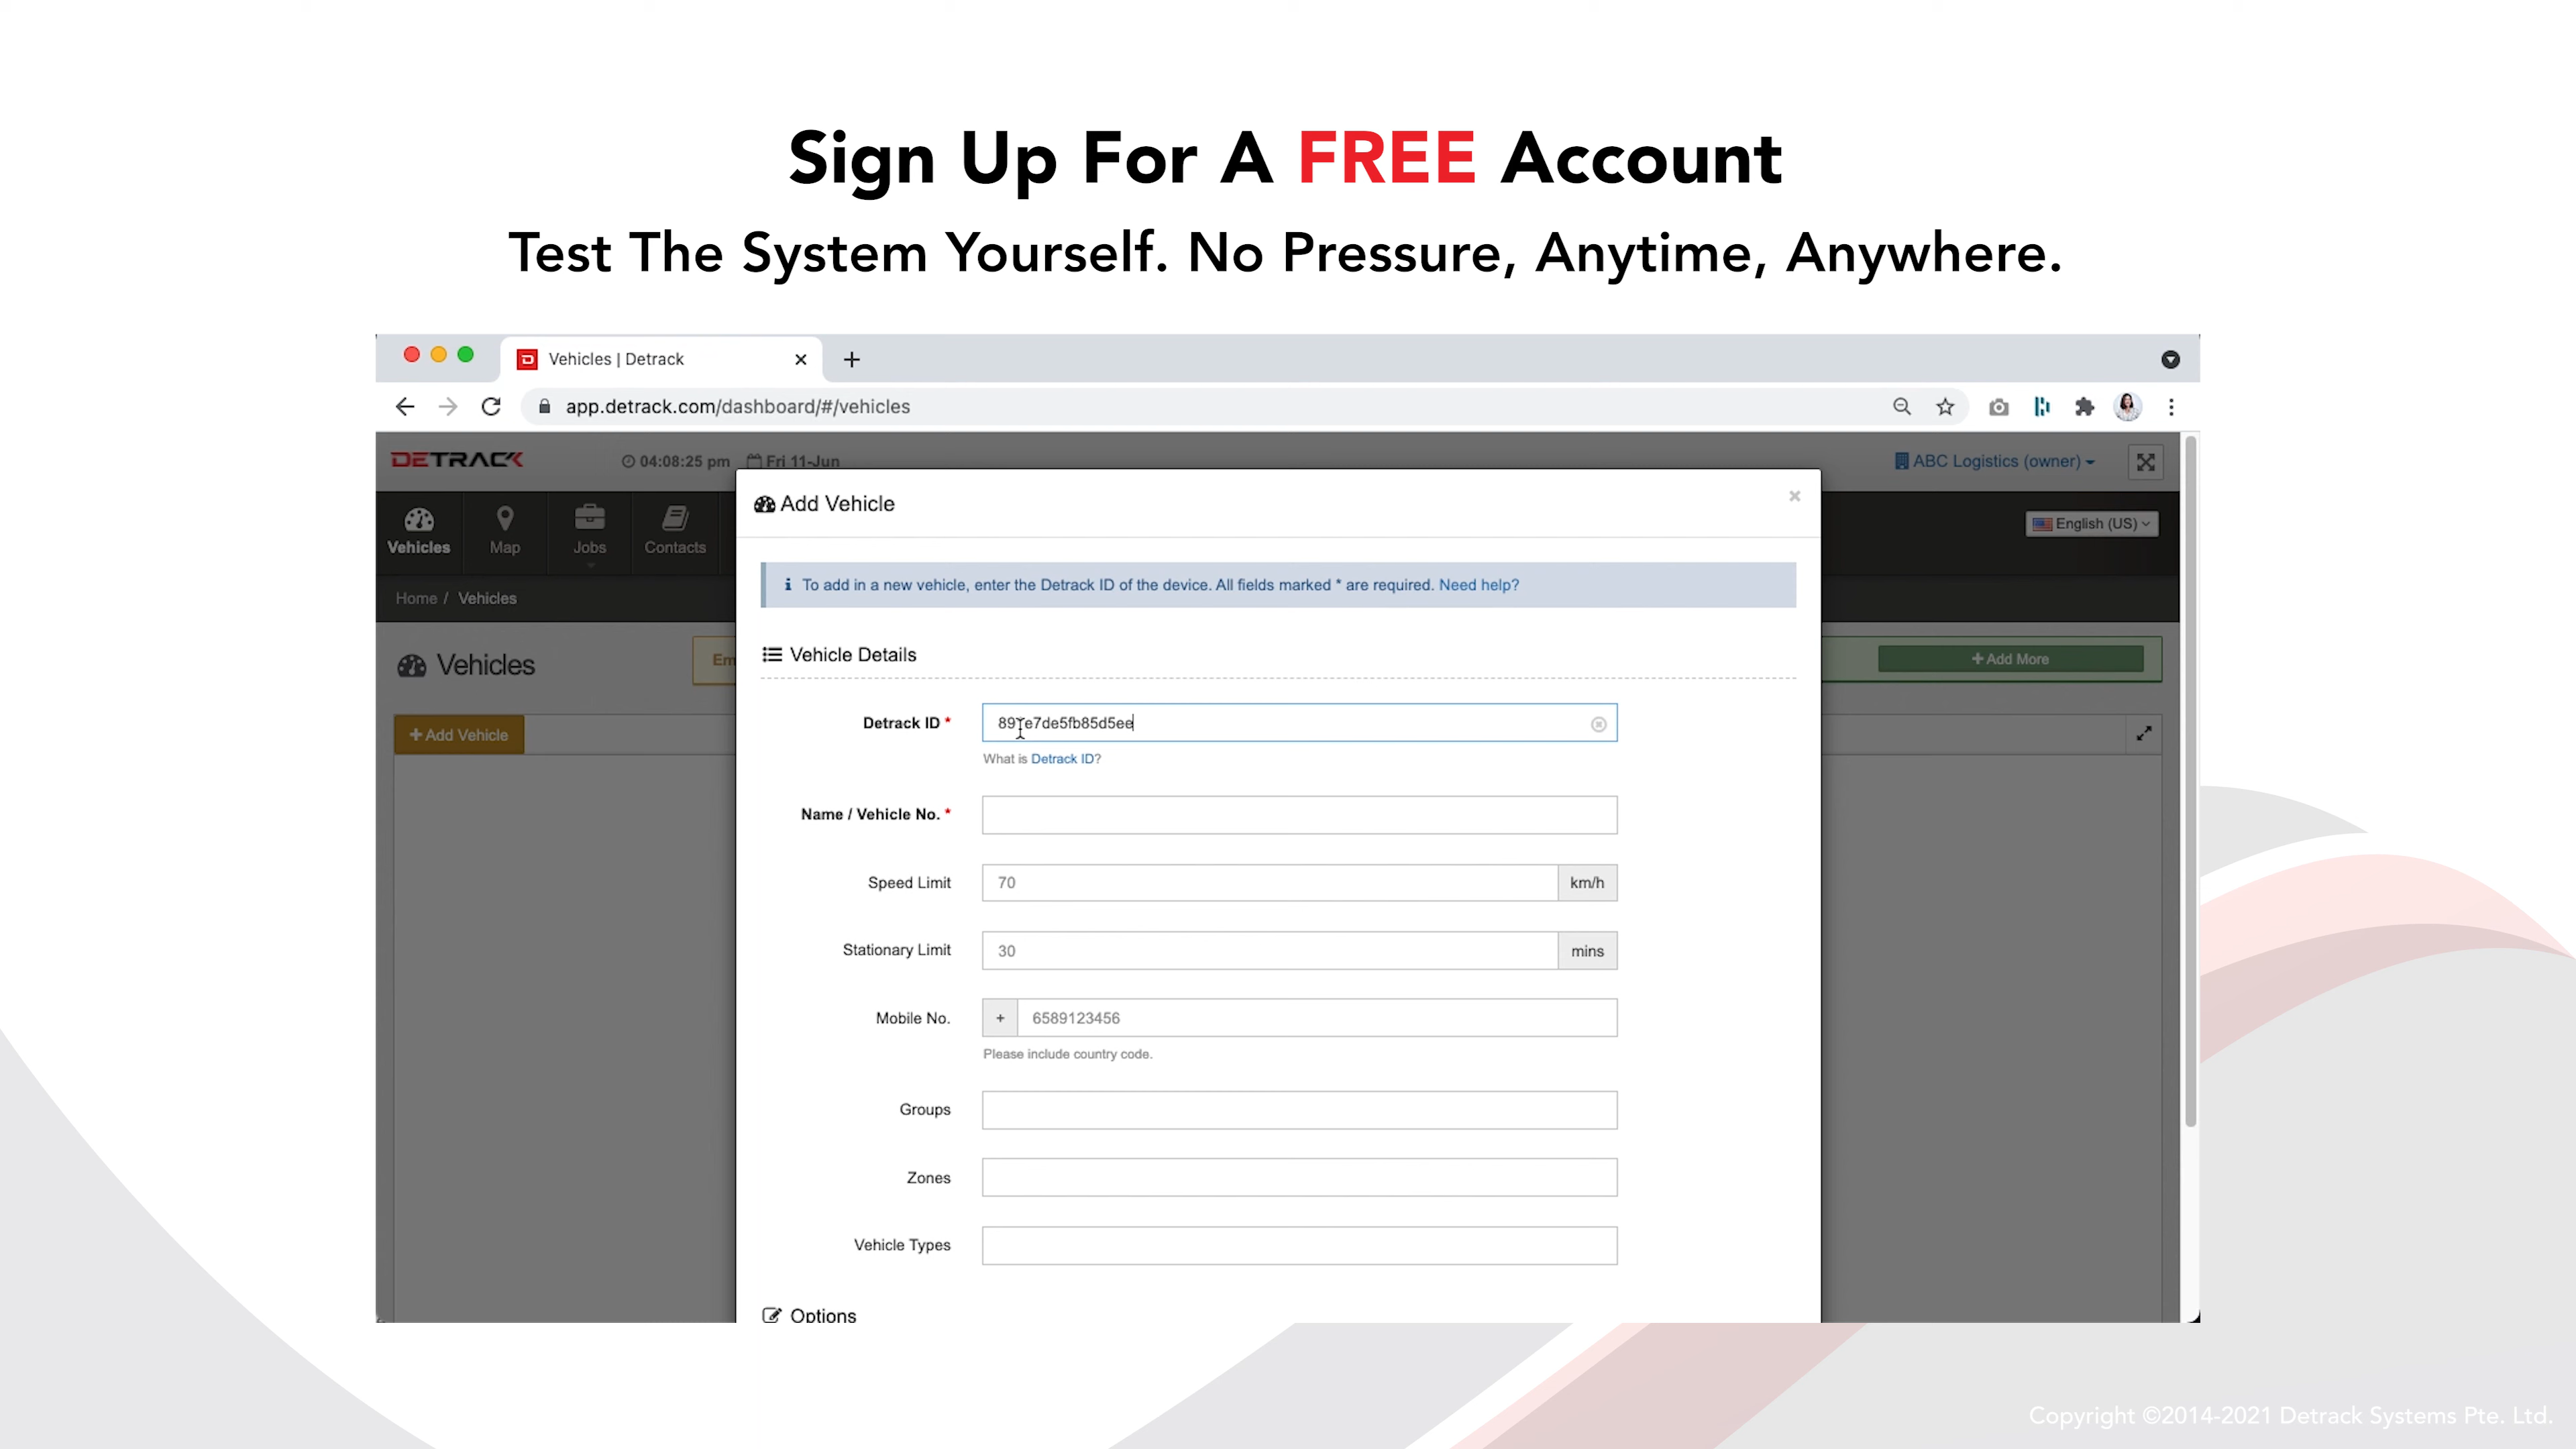 Sign Up For A FREE Account
Test The System Yourself. No Pressure, Anytime, Anywhere.
Vehicles | Detrack
app.detrack.com/dashboard/#/vehicles
DETRACK
04:08:25 pm Fri 11-Jun
ABC Logistics (owner)
Vehicles
Map
Jobs
Contacts
English (US)
Home / Vehicles
Vehicles
+ Add More
+ Add Vehicle
Add Vehicle
To add in a new vehicle, enter the Detrack ID of the device. All fields marked * are required. Need help?
Vehicle Details
Detrack ID *
What is Detrack ID?
Name / Vehicle No. *
Speed Limit 70 km/h
Stationary Limit 30 mins
Mobile No. + 6589123456
Please include country code.
Groups
Zones
Vehicle Types
Options
Copyright ©2014-2021 Detrack Systems Pte. Ltd.